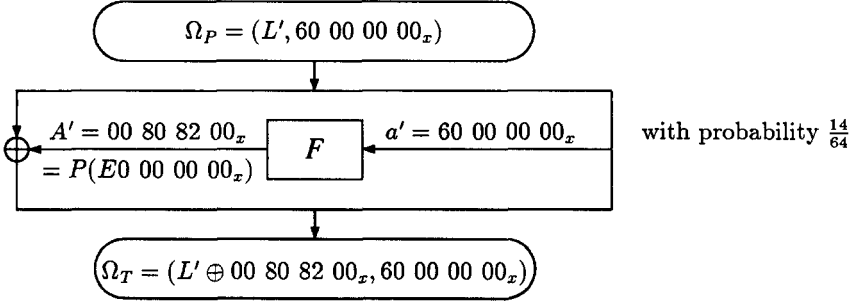 Ω_P = (L′, 60 00 00 00_x)
A′ = 00 80 82 00_x
F
a′ = 60 00 00 00_x
with probability 14/64
= P(E0 00 00 00_x)
Ω_T = (L′ ⊕ 00 80 82 00_x, 60 00 00 00_x)